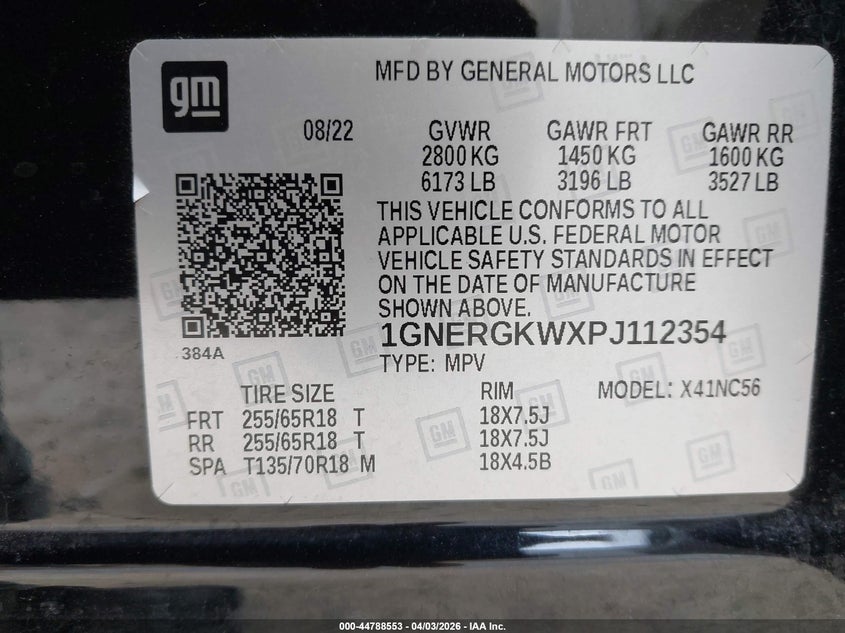 gm
MFD BY GENERAL MOTORS LLC
08/22 GVWR GAWR FRT GAWR RR
2800 KG 1450 KG 1600 KG
6173 LB 3196 LB 3527 LB
THIS VEHICLE CONFORMS TO ALL
APPLICABLE U.S. FEDERAL MOTOR
VEHICLE SAFETY STANDARDS IN EFFECT
ON THE DATE OF MANUFACTURE
SHOWN ABOVE.
384A
1GNERGKWXPJ112354
TYPE: MPV
TIRE SIZE RIM MODEL: X41NC56
FRT 255/65R18 T 18X7.5J
RR 255/65R18 T 18X7.5J
SPA T135/70R18 M 18X4.5B
000-44788553 - 04/03/2026 - IAA Inc.